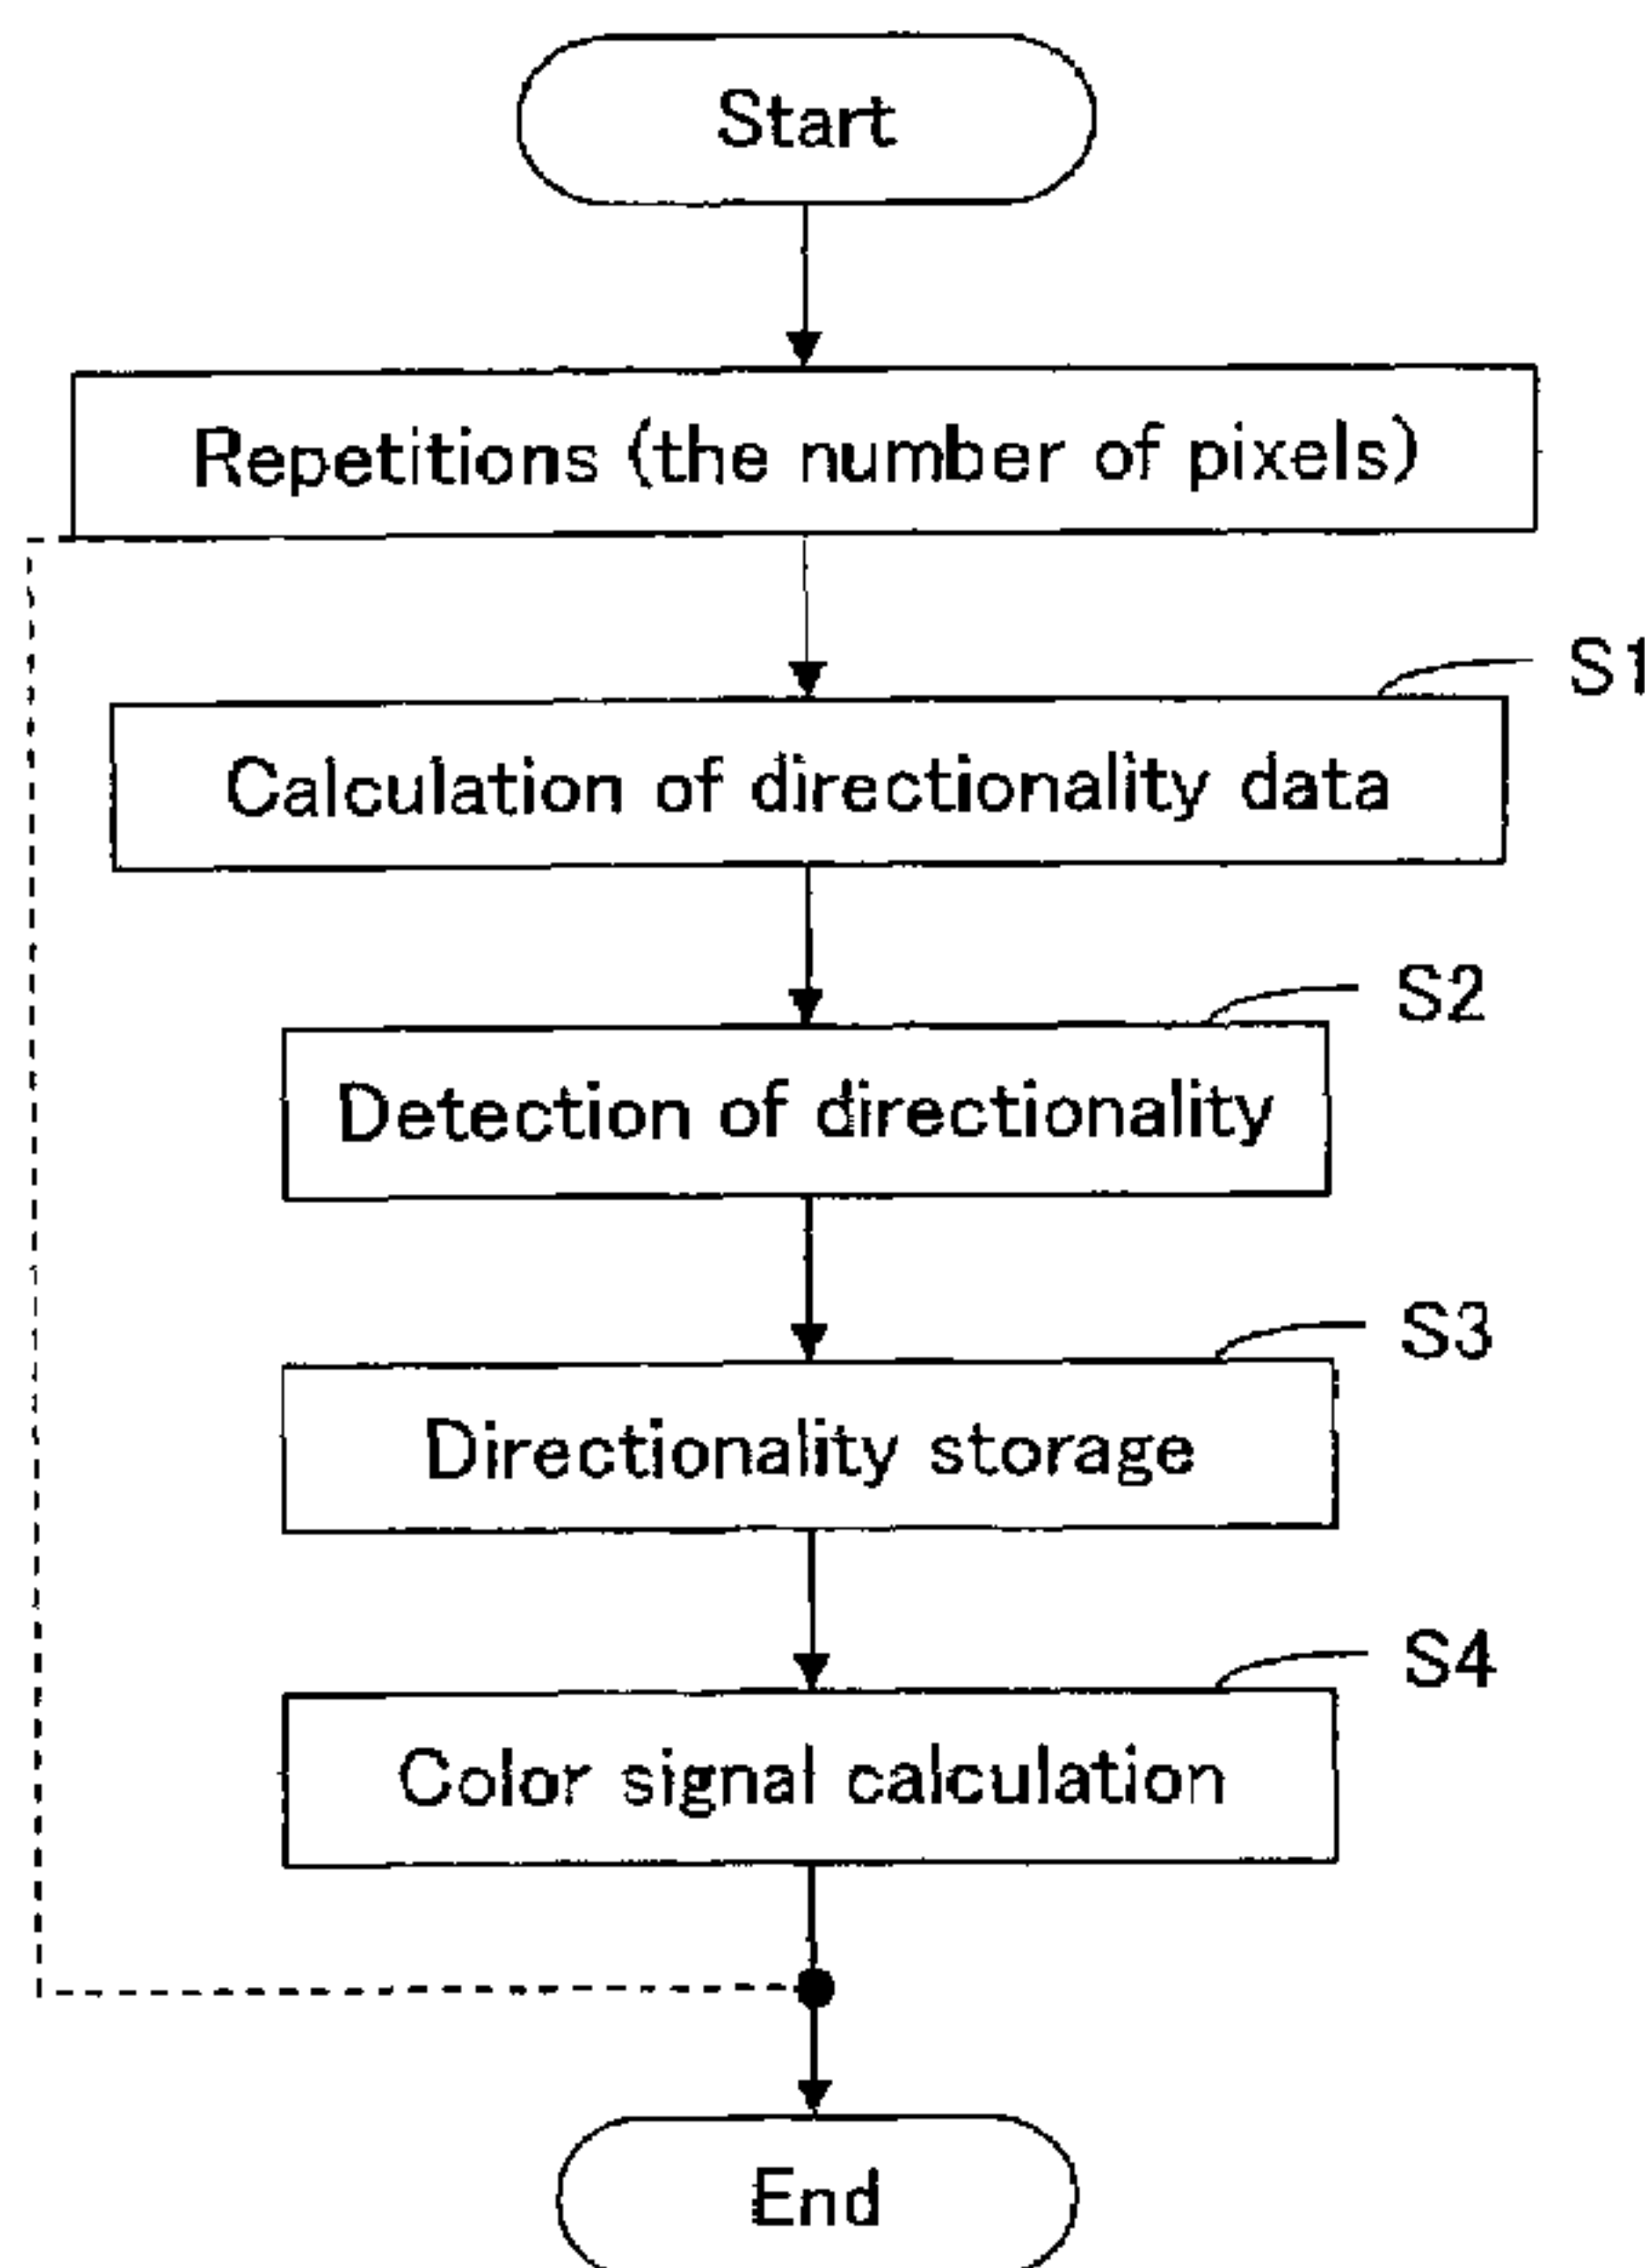 Start
Repetitions (the number of pixels)
S1
Calculation of directionality data
S2
Detection of directionality
S3
Directionality storage
S4
Color signal calculation
End